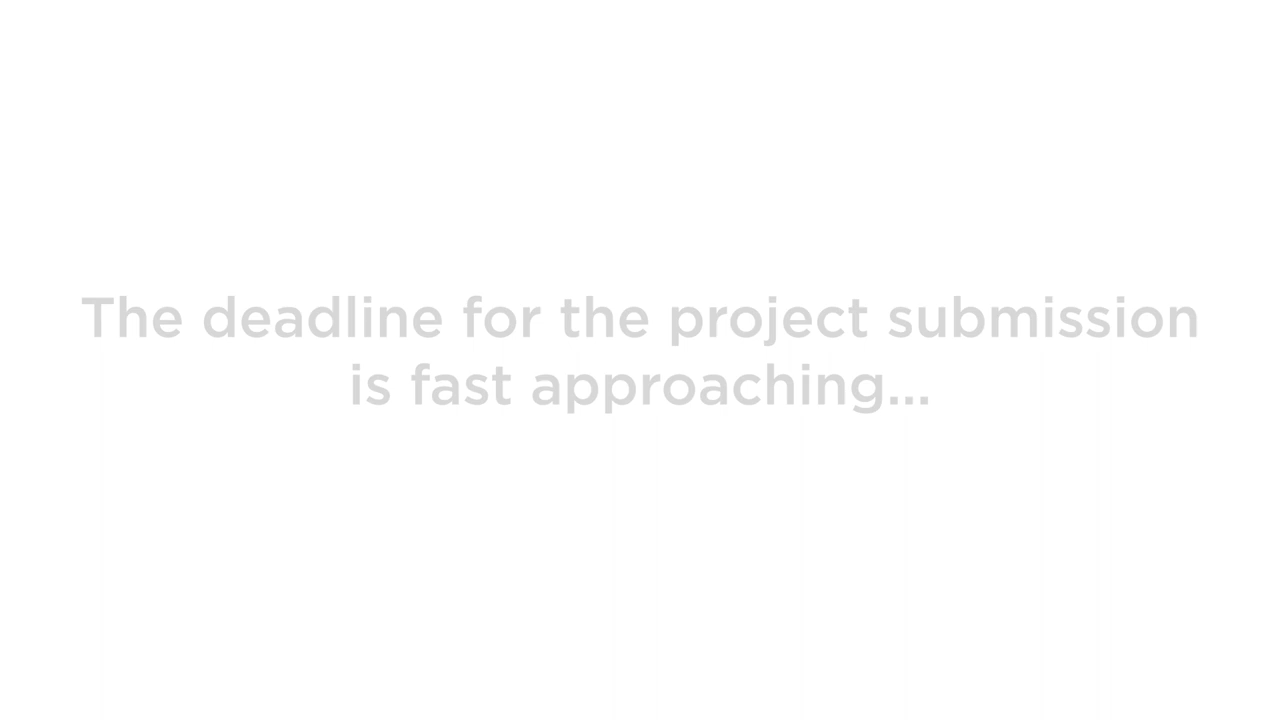 The deadline for the project submission
is fast approaching...